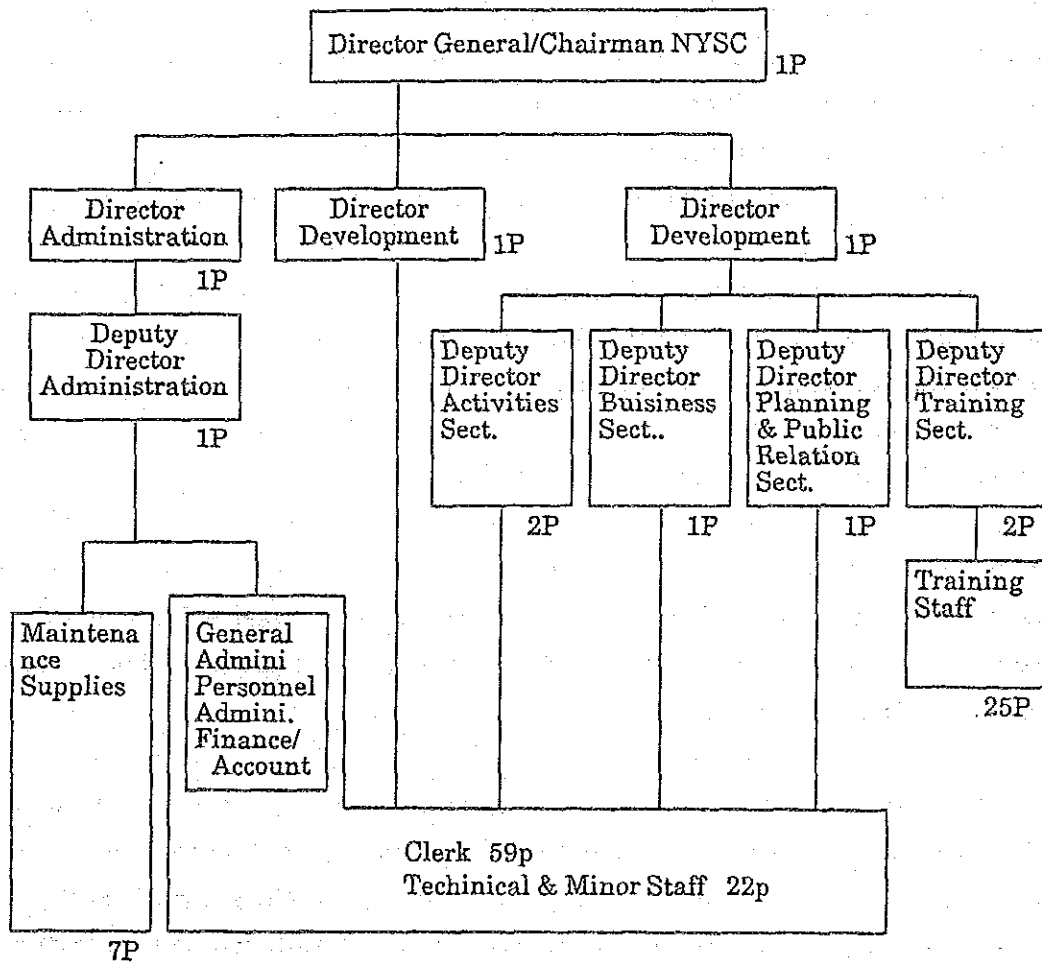 Director General/Chairman NYSC
1P
Director
Administration
1P
Director
Development
1P
Director
Development
1P
Deputy
Director
Administration
1P
Deputy
Director
Activities
Sect.
2P
Deputy
Director
Buisiness
Sect..
1P
Deputy
Director
Planning
& Public
Relation
Sect.
1P
Deputy
Director
Training
Sect.
2P
Training
Staff
25P
Maintena
nce
Supplies
7P
General
Admini
Personnel
Admini.
Finance/
Account
Clerk 59p
Techinical & Minor Staff 22p